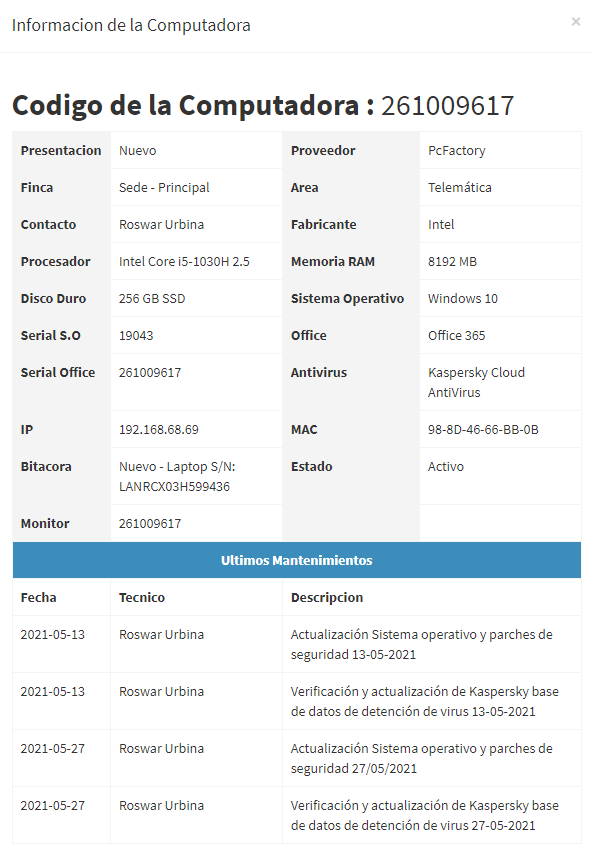 Informacion de la Computadora
×
Codigo de la Computadora : 261009617
Presentacion Nuevo Proveedor PcFactory
Finca Sede - Principal Area Telemática
Contacto Roswar Urbina Fabricante Intel
Procesador Intel Core i5-1030H 2.5 Memoria RAM 8192 MB
Disco Duro 256 GB SSD Sistema Operativo Windows 10
Serial S.O 19043 Office Office 365
Serial Office 261009617 Antivirus Kaspersky Cloud
AntiVirus
IP 192.168.68.69 MAC 98-8D-46-66-BB-0B
Bitacora Nuevo - Laptop S/N: Estado Activo
LANRCX03H599436
Monitor 261009617
Ultimos Mantenimientos
Fecha Tecnico Descripcion
2021-05-13 Roswar Urbina Actualización Sistema operativo y parches de
seguridad 13-05-2021
2021-05-13 Roswar Urbina Verificación y actualización de Kaspersky base
de datos de detención de virus 13-05-2021
2021-05-27 Roswar Urbina Actualización Sistema operativo y parches de
seguridad 27/05/2021
2021-05-27 Roswar Urbina Verificación y actualización de Kaspersky base
de datos de detención de virus 27-05-2021